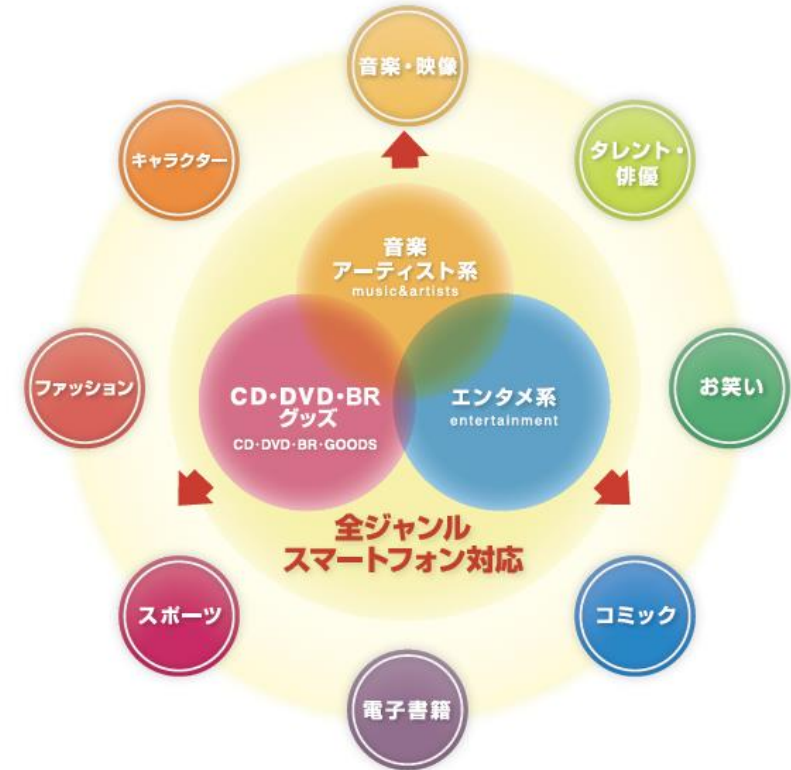 音楽・映像
キャラクター
タレント・
俳優
音楽
アーティスト系
music&artists
ファッション
CD・DVD・BR
グッズ
CD・DVD・BR・GOODS
エンタメ系
entertainment
お笑い
全ジャンル
スマートフォン対応
スポーツ
コミック
電子書籍